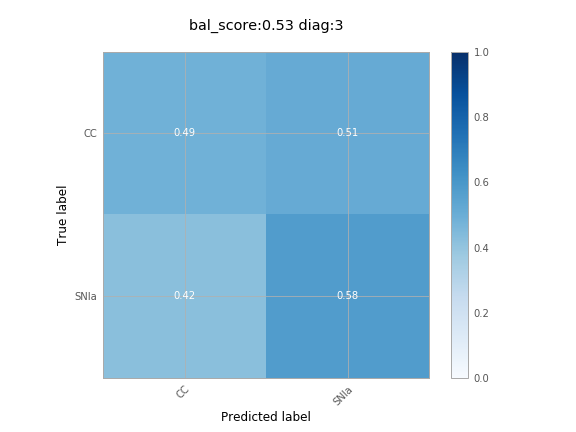 bal_score:0.53 diag:3
1.0
0.8
CC
0.49
0.51
0.6
True label
0.4
SNIa
0.42
0.58
0.2
0.0
CC
SNIa
Predicted label